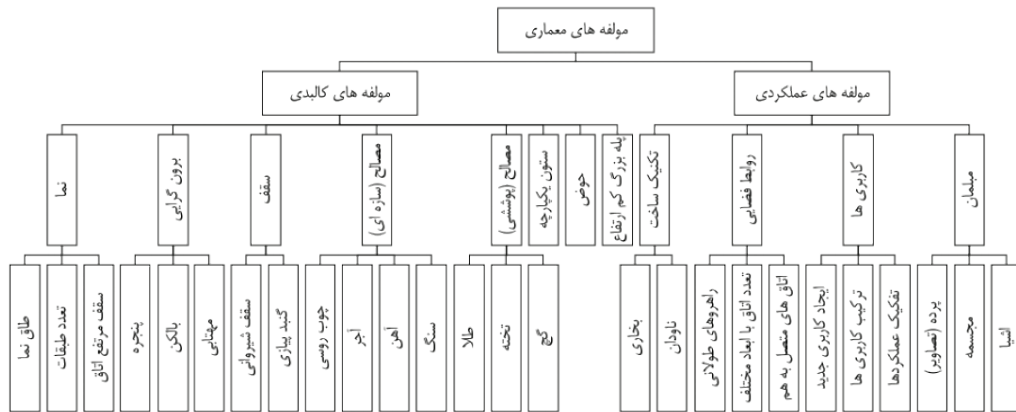 مولفه های معماری
مولفه های عملکردی
مولفه های کالبدی
مبلمان
کاربری ها
روابط فضایی
تکنیک ساخت
پله بزرگ کم ارتفاع
حوض
ستون یکپارچه
مصالح (پوششی)
مصالح (سازه ای)
سقف
برون گرایی
نما
اشیا
مجسمه
پرده (تصاویر)
تفکیک عملکردها
ترکیب کاربری ها
ایجاد کاربری جدید
اتاق های متصل به هم
تعدد اتاق با ابعاد مختلف
راهروهای طولانی
ناودان
بخاری
گچ
تخته
طلا
سنگ
آهن
آجر
چوب روسی
گنبد پیازی
سقف شیروانی
مهتابی
بالکن
پنجره
سقف مرتفع اتاق
تعدد طبقات
طاق نما